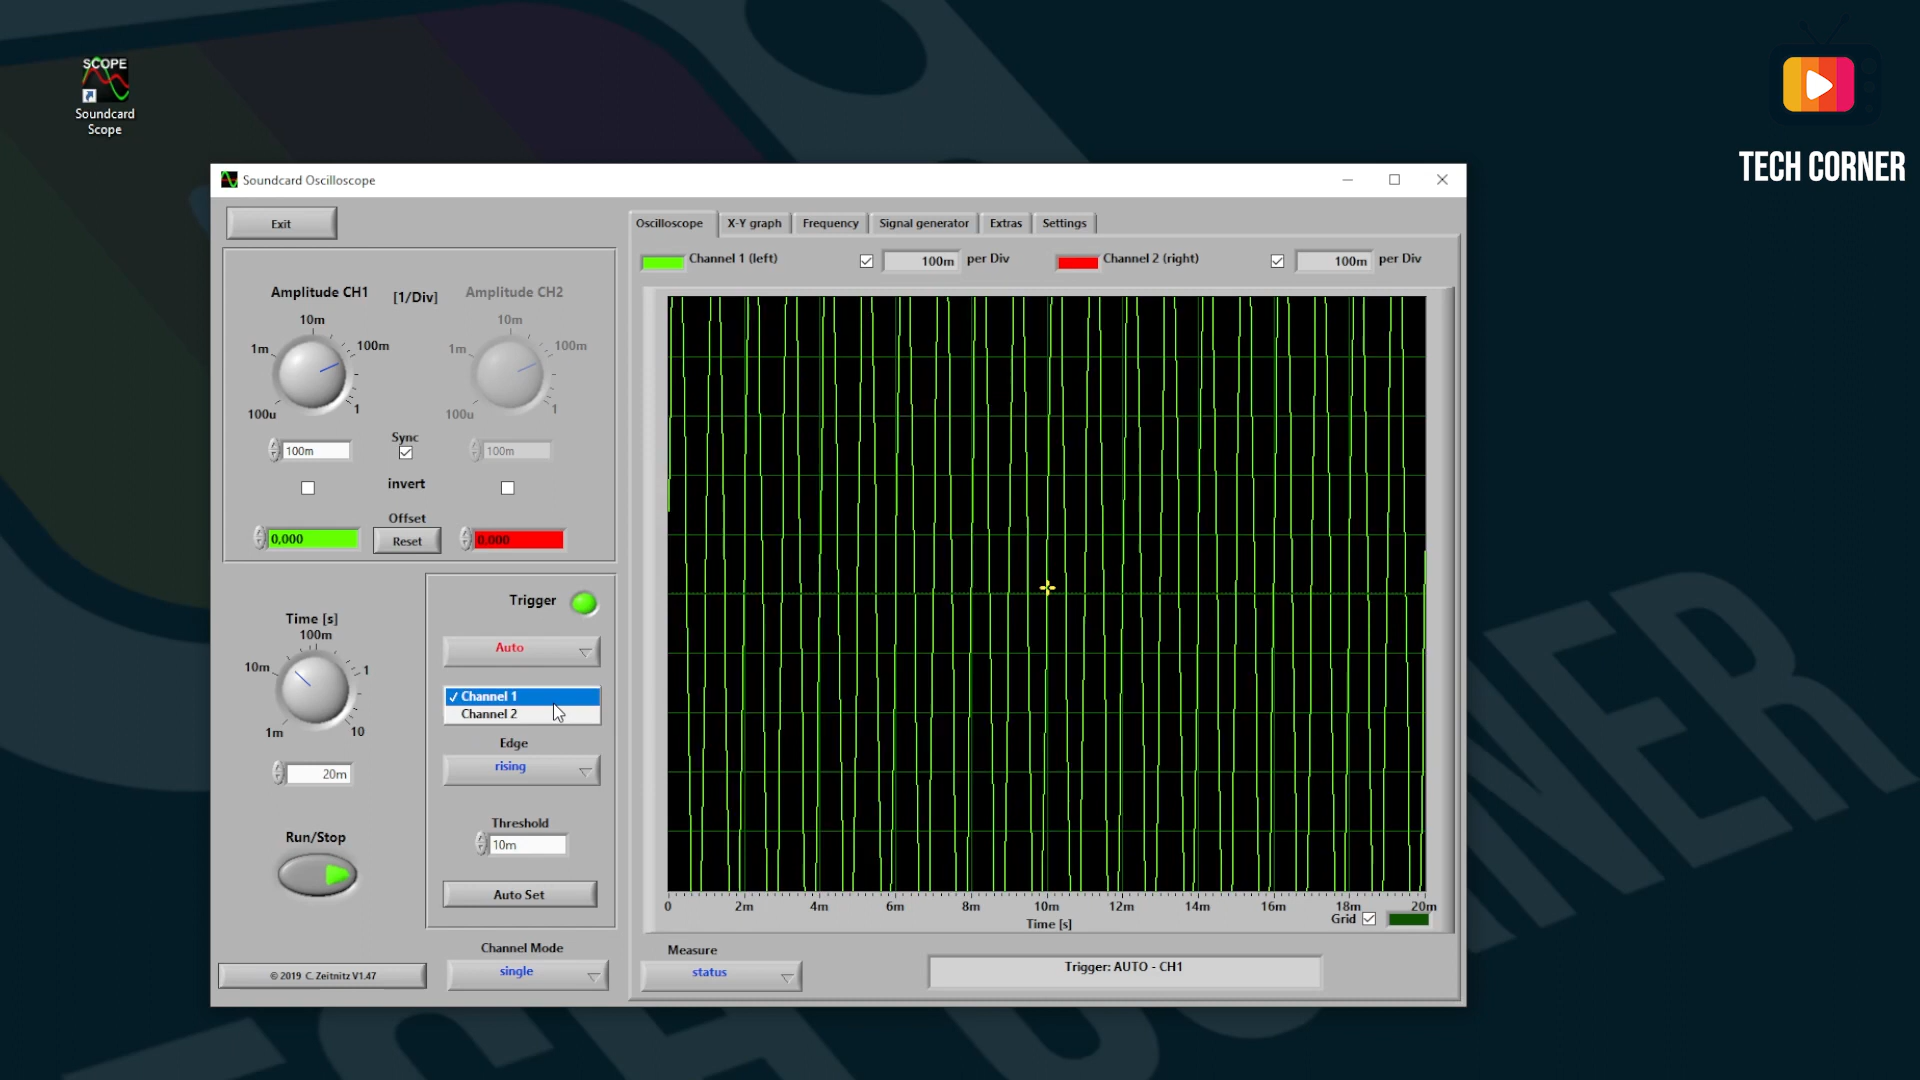 SCOPE
Soundcard
Scope
TECH CORNER
Soundcard Oscilloscope
Exit
Oscilloscope
X-Y graph
Frequency
Signal generator
Extras
Settings
Channel 1 (left)
100m
per Div
Channel 2 (right)
100m
per Div
Amplitude CH1
[1/Div]
Amplitude CH2
10m
1m
100m
100u
1
10m
1m
100m
100u
1
100m
Sync
100m
invert
Offset
0,000
Reset
0,000
Time [s]
100m
10m
1
1m
10
20m
Run/Stop
Trigger
Auto
✓ Channel 1
Channel 2
Edge
rising
Threshold
10m
Auto Set
Channel Mode
single
© 2019 C. Zeitnitz V1.47
0 2m 4m 6m 8m 10m 12m 14m 16m 18m 20m
Time [s]
Grid
Measure
status
Trigger: AUTO - CH1